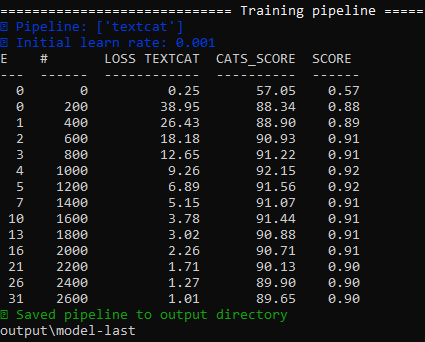 ============================= Training pipeline =====
Pipeline: ['textcat']
Initial learn rate: 0.001
E    #       LOSS TEXTCAT  CATS_SCORE  SCORE
---  ------  ------------  ----------  ------
  0       0          0.25       57.05    0.57
  0     200         38.95       88.34    0.88
  1     400         26.43       88.90    0.89
  2     600         18.18       90.93    0.91
  3     800         12.65       91.22    0.91
  4    1000          9.26       92.15    0.92
  5    1200          6.89       91.56    0.92
  7    1400          5.15       91.07    0.91
 10    1600          3.78       91.44    0.91
 13    1800          3.02       90.88    0.91
 16    2000          2.26       90.71    0.91
 21    2200          1.71       90.13    0.90
 26    2400          1.27       89.90    0.90
 31    2600          1.01       89.65    0.90
Saved pipeline to output directory
output\model-last